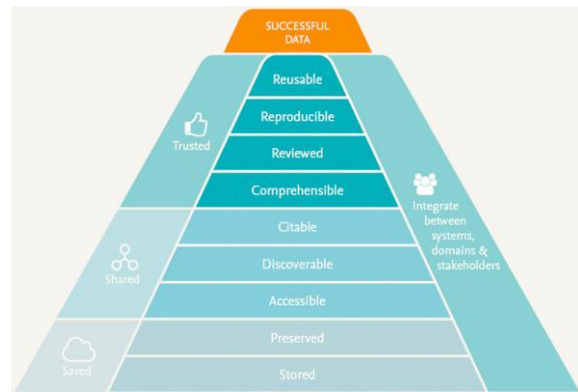 SUCCESSFUL
DATA
Reusable
Reproducible
Reviewed
Comprehensible
Citable
Discoverable
Accessible
Preserved
Stored
Trusted
Shared
Saved
Integrate
between
systems,
domains &
stakeholders